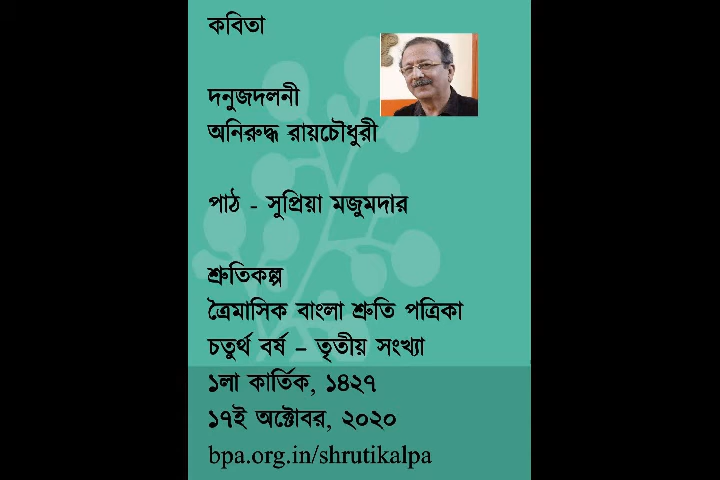 কবিতা
দনুজদলনী
অনিরুদ্ধ রায়চৌধুরী
পাঠ - সুপ্রিয়া মজুমদার
শ্রুতিকল্প
ত্রৈমাসিক বাংলা শ্রুতি পত্রিকা
চতুর্থ বর্ষ – তৃতীয় সংখ্যা
১লা কার্তিক, ১৪২৭
১৭ই অক্টোবর, ২০২০
bpa.org.in/shrutikalpa